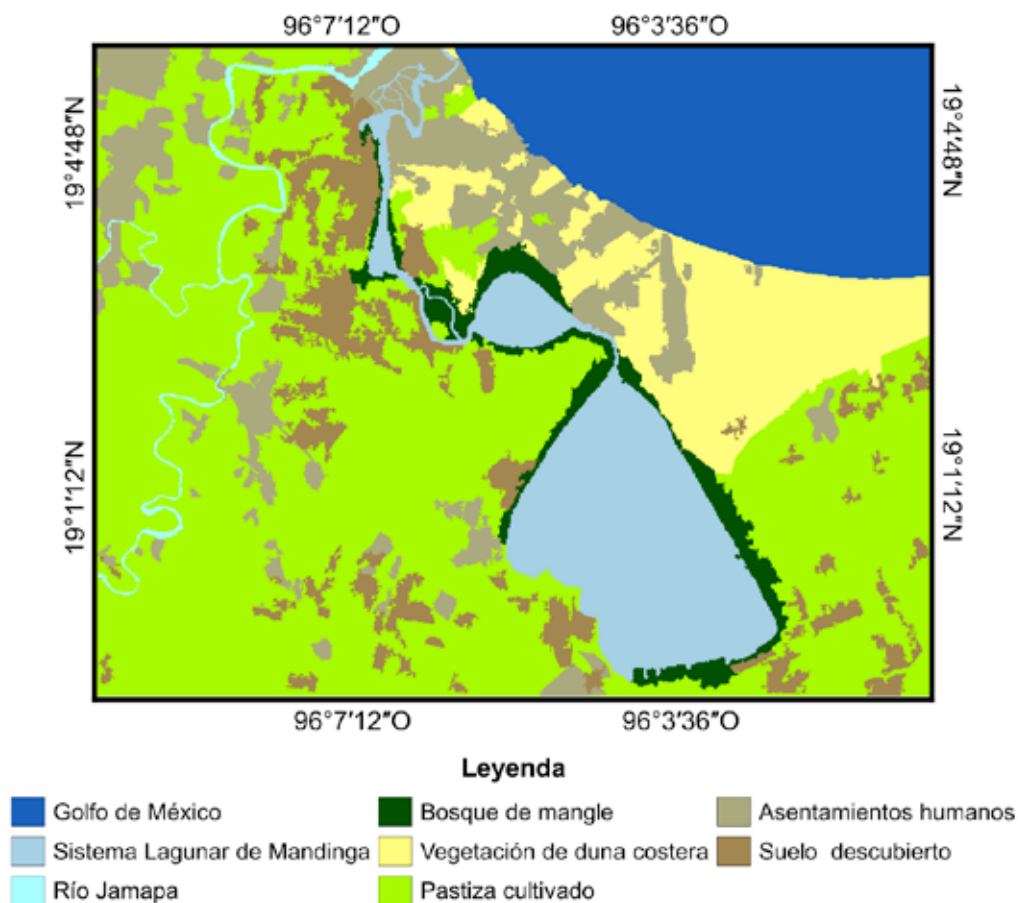 96°7'12"O 96°3'36"O
19°4'48"N
19°4'48"N
19°1'12"N
19°1'12"N
96°7'12"O 96°3'36"O
Leyenda
Golfo de México
Bosque de mangle
Asentamientos humanos
Sistema Lagunar de Mandinga
Vegetación de duna costera
Suelo descubierto
Río Jamapa
Pastiza cultivado